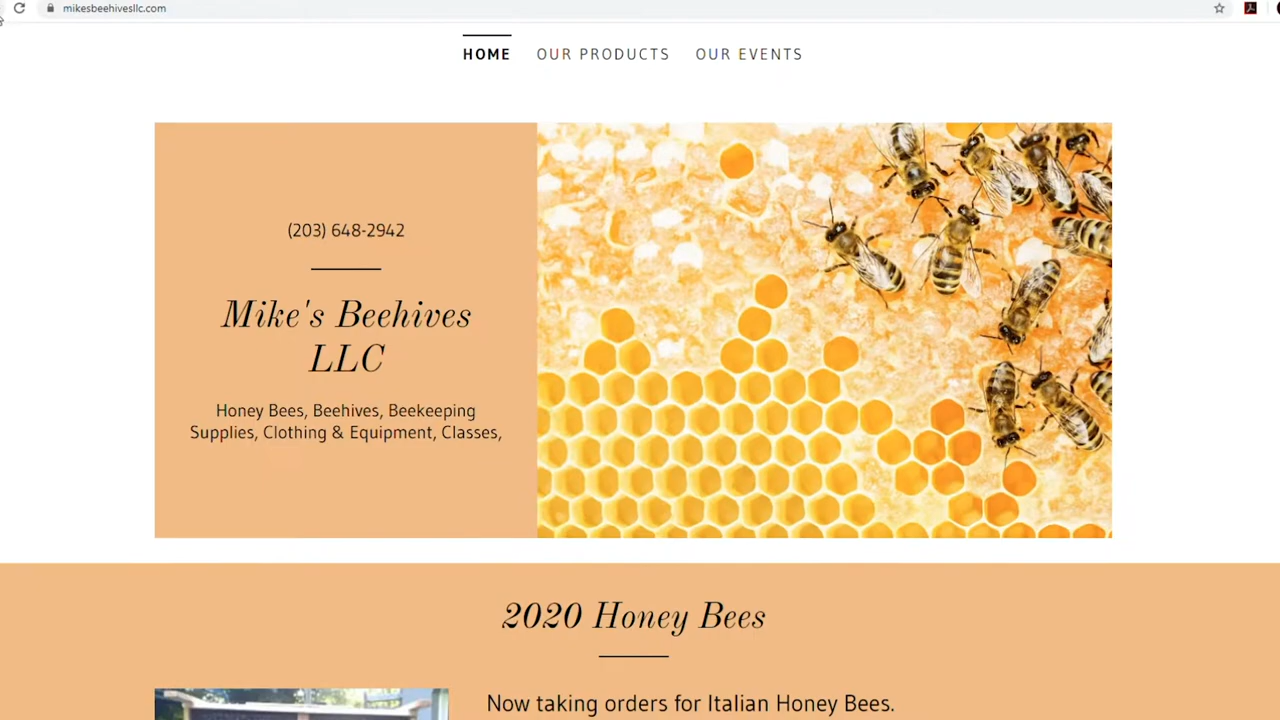 mikesbeehivesllc.com
HOME OUR PRODUCTS OUR EVENTS
(203) 648-2942
Mike's Beehives
LLC
Honey Bees, Beehives, Beekeeping
Supplies, Clothing & Equipment, Classes,
2020 Honey Bees
Now taking orders for Italian Honey Bees.